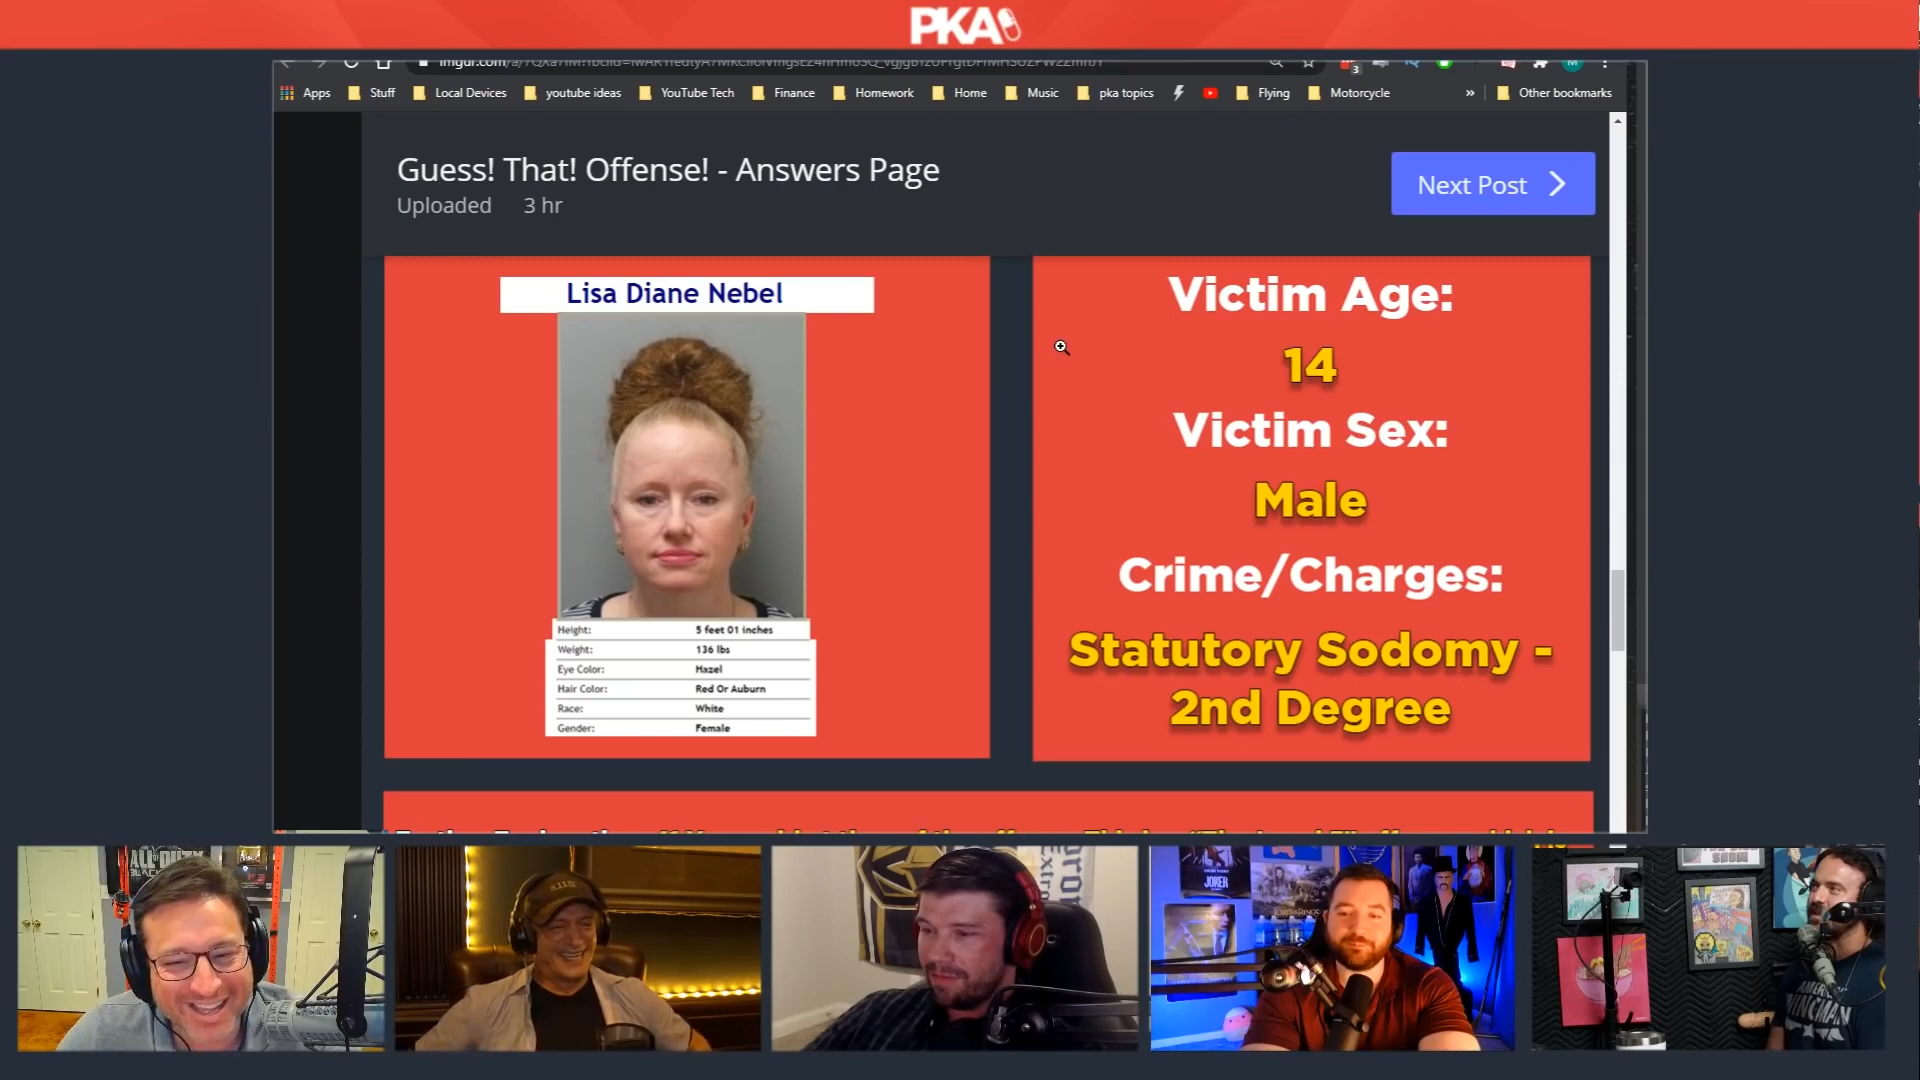 PKA
Apps Stuff Local Devices youtube ideas YouTube Tech Finance Homework Home Music pka topics Flying Motorcycle » Other bookmarks
3
Guess! That! Offense! - Answers Page
Uploaded 3 hr
Next Post
Lisa Diane Nebel
Height: 5 feet 01 inches
Weight: 136 lbs
Eye Color: Hazel
Hair Color: Red Or Auburn
Race: White
Gender: Female
Victim Age:
14
Victim Sex:
Male
Crime/Charges:
Statutory Sodomy -
2nd Degree
JOKER
SHOW